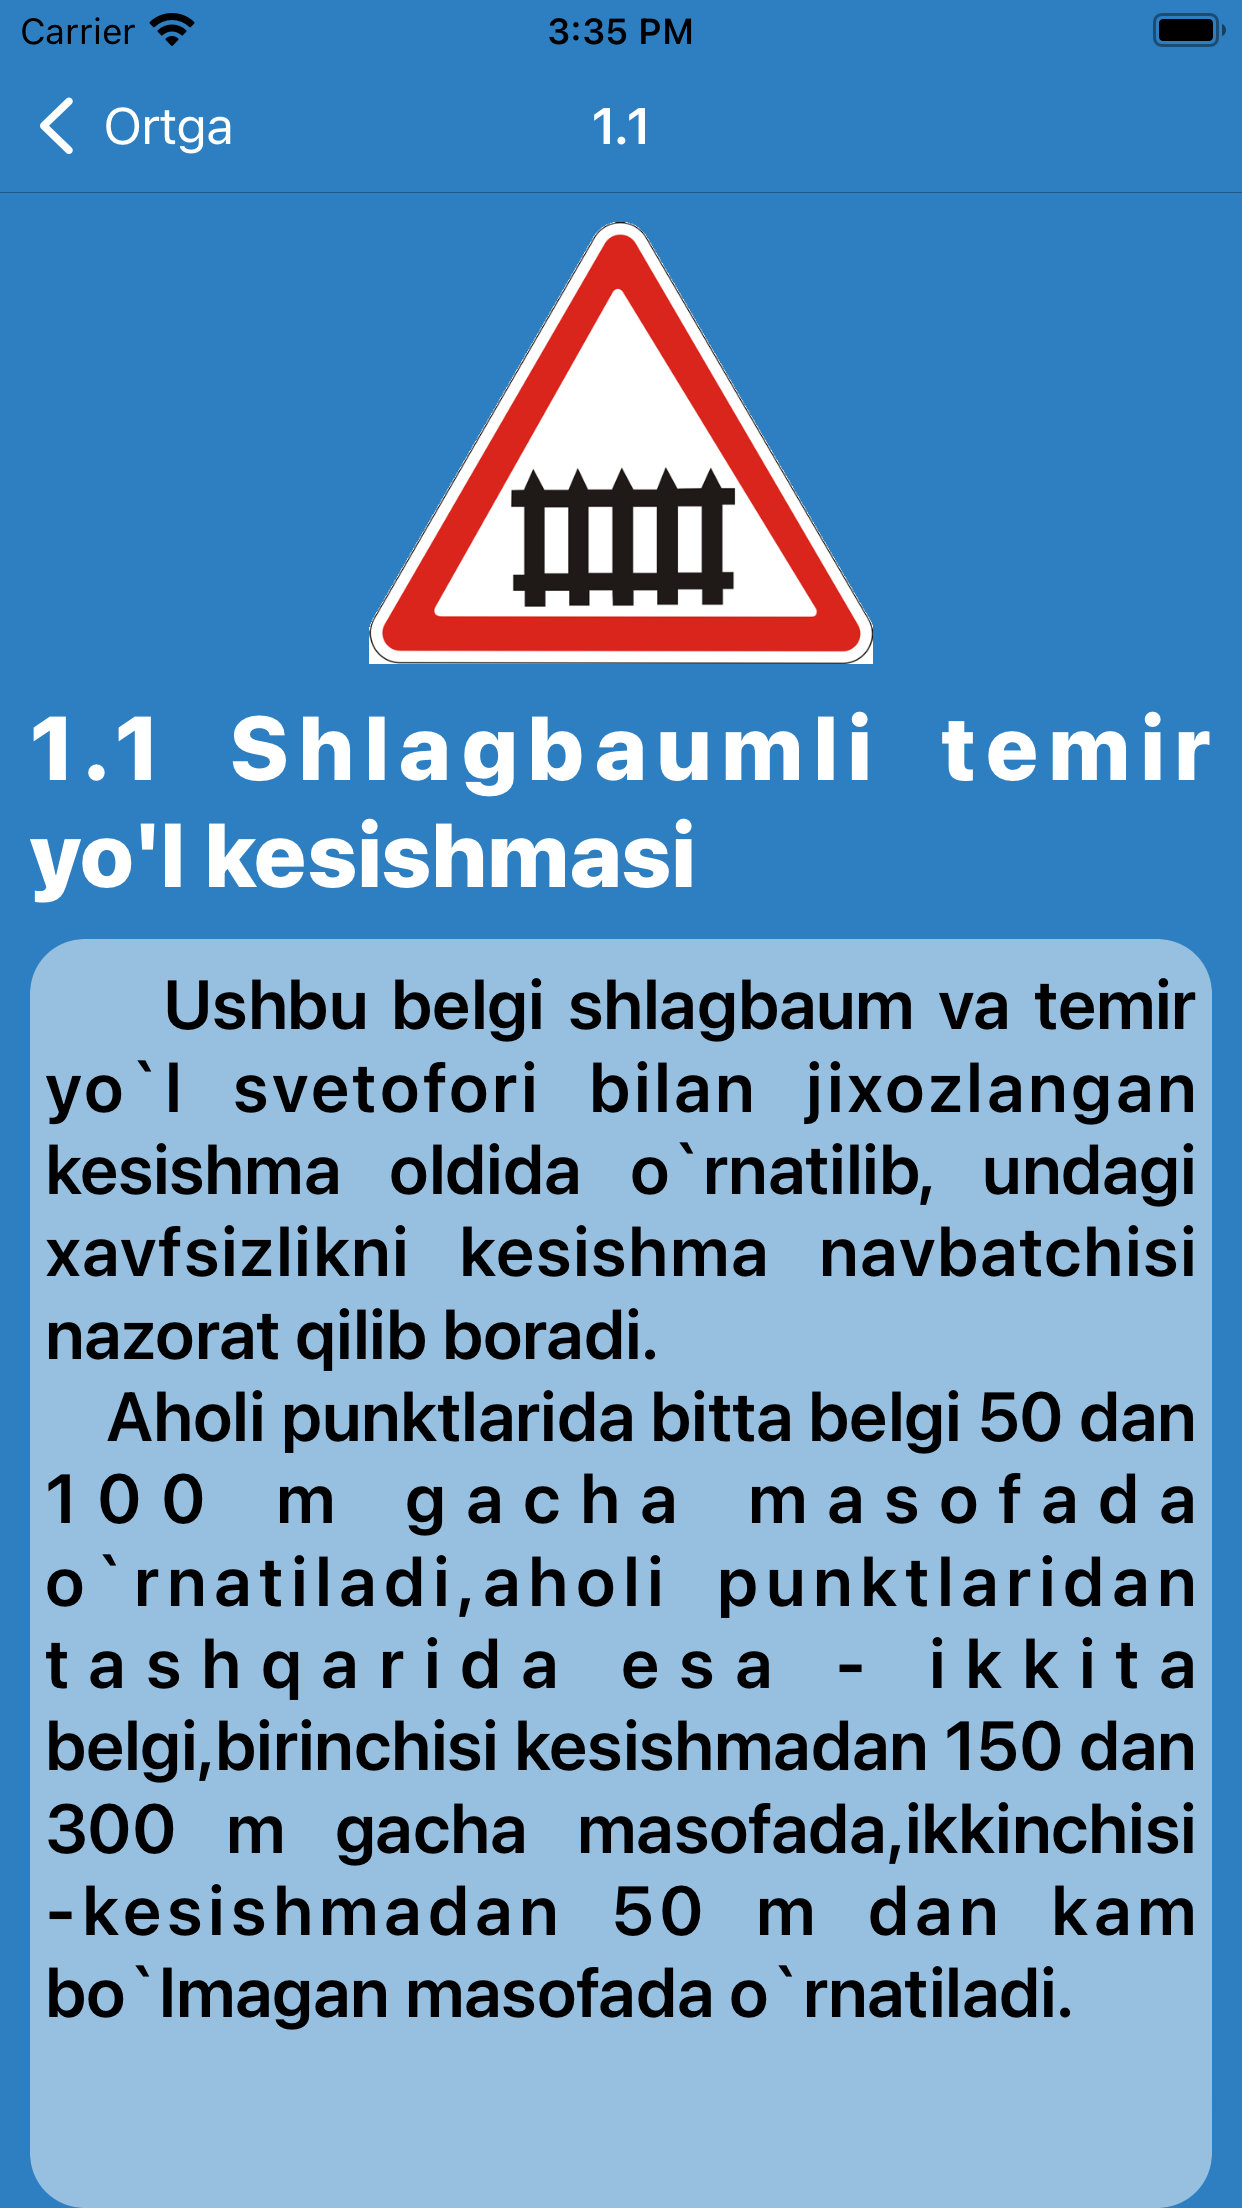 Carrier 3:35 PM
Ortga 1.1
1.1 Shlagbaumli temir
yo'l kesishmasi
Ushbu belgi shlagbaum va temir
yo`l svetofori bilan jixozlangan
kesishma oldida o`rnatilib, undagi
xavfsizlikni kesishma navbatchisi
nazorat qilib boradi.
Aholi punktlarida bitta belgi 50 dan
100 m gacha masofada
o`rnatiladi,aholi punktlaridan
tashqarida esa - ikkita
belgi,birinchisi kesishmadan 150 dan
300 m gacha masofada,ikkinchisi
-kesishmadan 50 m dan kam
bo`lmagan masofada o`rnatiladi.